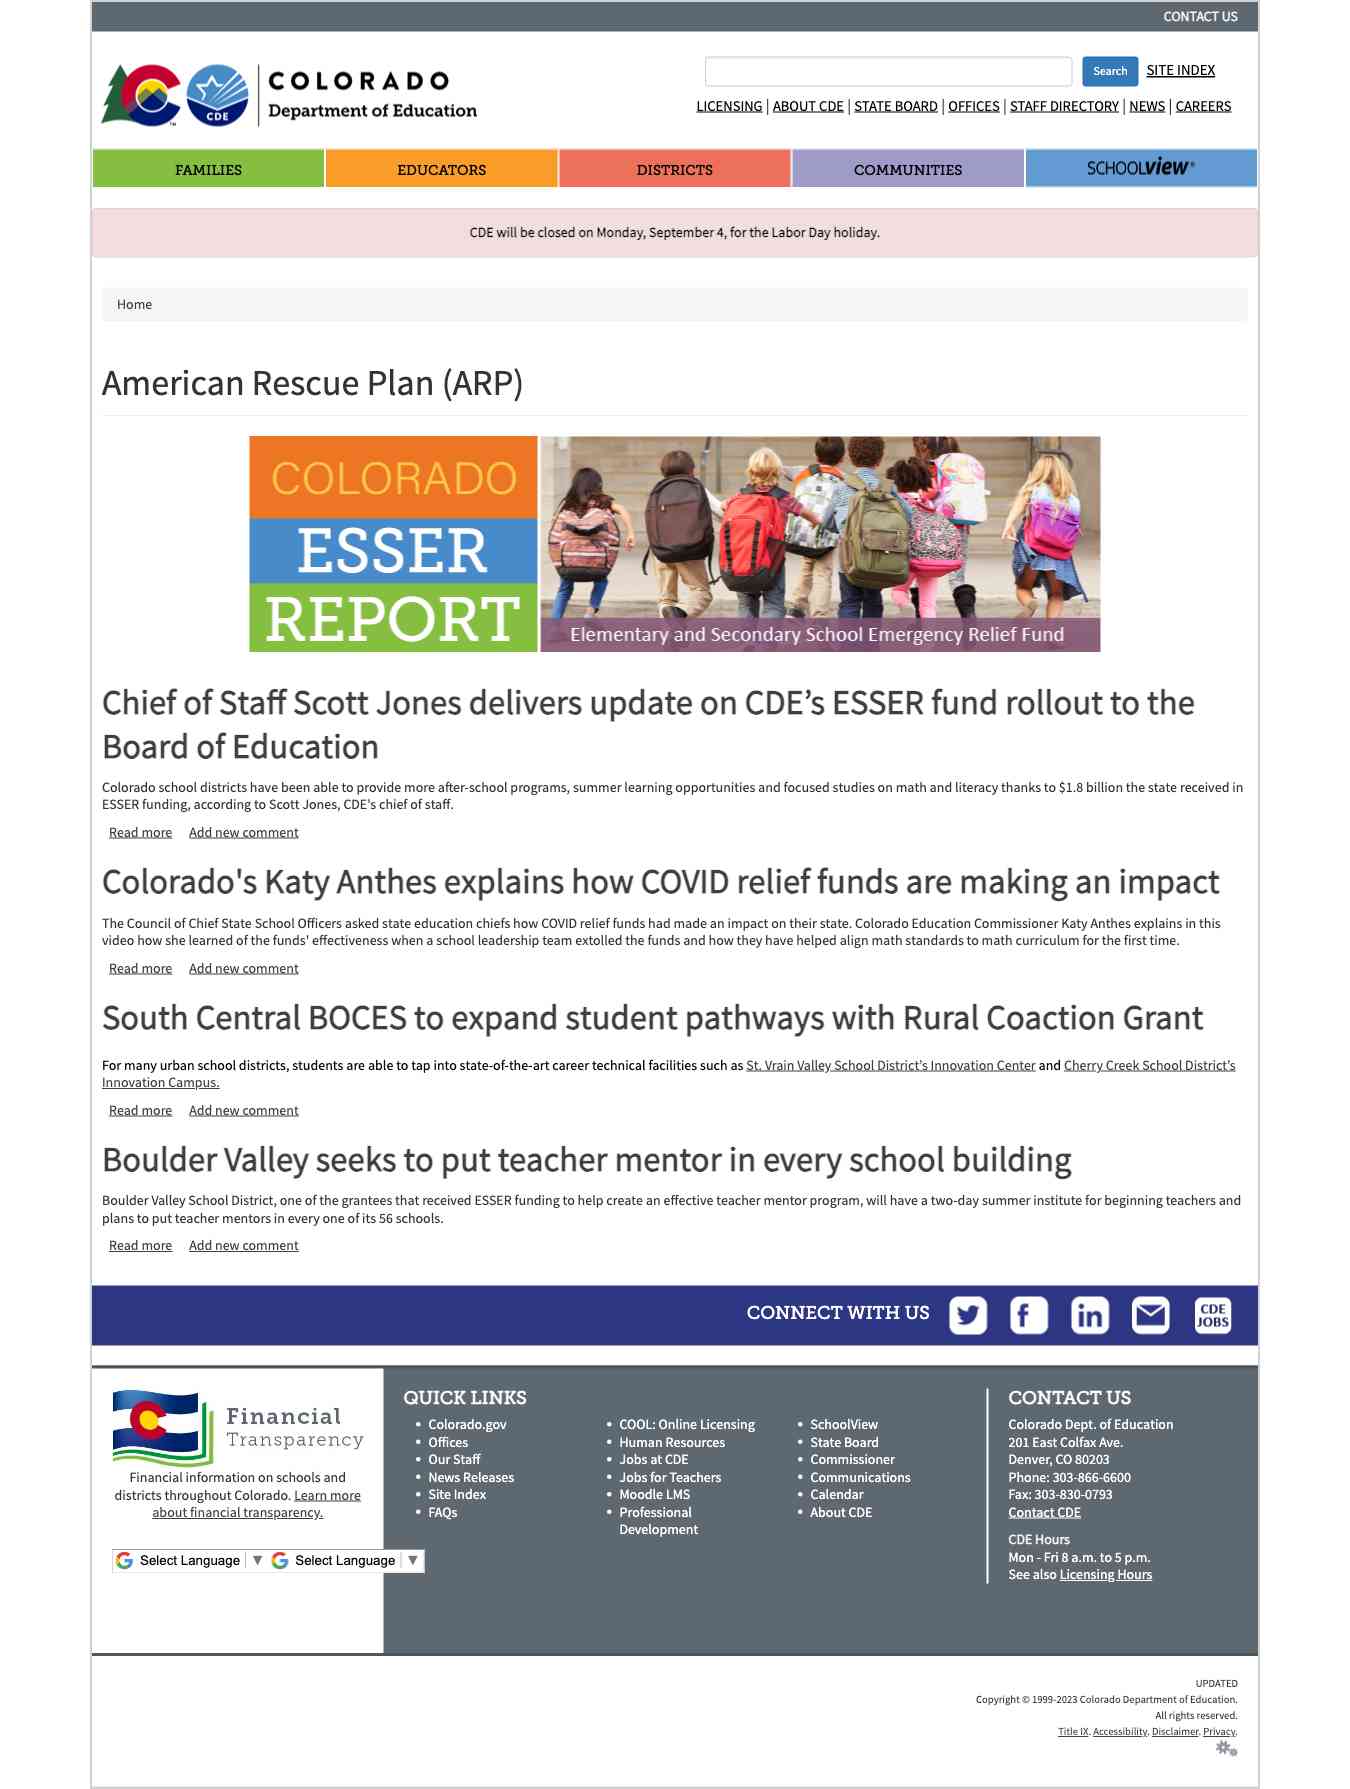 CONTACT US
CDE
COLORADO
Department of Education
Search
SITE INDEX
LICENSING | ABOUT CDE | STATE BOARD | OFFICES | STAFF DIRECTORY | NEWS | CAREERS
FAMILIES
EDUCATORS
DISTRICTS
COMMUNITIES
SCHOOLVIEW®
CDE will be closed on Monday, September 4, for the Labor Day holiday.
Home
American Rescue Plan (ARP)
COLORADO
ESSER
REPORT
Elementary and Secondary School Emergency Relief Fund
Chief of Staff Scott Jones delivers update on CDE’s ESSER fund rollout to the
Board of Education
Colorado school districts have been able to provide more after-school programs, summer learning opportunities and focused studies on math and literacy thanks to $1.8 billion the state received in
ESSER funding, according to Scott Jones, CDE's chief of staff.
Read more Add new comment
Colorado's Katy Anthes explains how COVID relief funds are making an impact
The Council of Chief State School Officers asked state education chiefs how COVID relief funds had made an impact on their state. Colorado Education Commissioner Katy Anthes explains in this
video how she learned of the funds' effectiveness when a school leadership team extolled the funds and how they have helped align math standards to math curriculum for the first time.
Read more Add new comment
South Central BOCES to expand student pathways with Rural Coaction Grant
For many urban school districts, students are able to tap into state-of-the-art career technical facilities such as St. Vrain Valley School District’s Innovation Center and Cherry Creek School District’s
Innovation Campus.
Read more Add new comment
Boulder Valley seeks to put teacher mentor in every school building
Boulder Valley School District, one of the grantees that received ESSER funding to help create an effective teacher mentor program, will have a two-day summer institute for beginning teachers and
plans to put teacher mentors in every one of its 56 schools.
Read more Add new comment
CONNECT WITH US
CDE
JOBS
Financial
Transparency
Financial information on schools and
districts throughout Colorado. Learn more
about financial transparency.
Select Language ▼ Select Language ▼
QUICK LINKS
Colorado.gov
Offices
Our Staff
News Releases
Site Index
FAQs
COOL: Online Licensing
Human Resources
Jobs at CDE
Jobs for Teachers
Moodle LMS
Professional
Development
SchoolView
State Board
Commissioner
Communications
Calendar
About CDE
CONTACT US
Colorado Dept. of Education
201 East Colfax Ave.
Denver, CO 80203
Phone: 303-866-6600
Fax: 303-830-0793
Contact CDE
CDE Hours
Mon - Fri 8 a.m. to 5 p.m.
See also Licensing Hours
UPDATED
Copyright © 1999-2023 Colorado Department of Education.
All rights reserved.
Title IX. Accessibility. Disclaimer. Privacy.